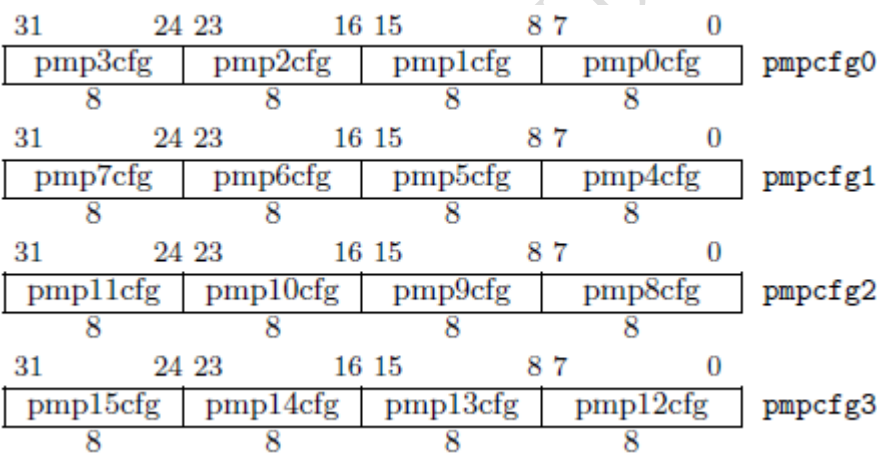 31 24 23 16 15 8 7 0
pmp3cfg pmp2cfg pmp1cfg pmp0cfg pmpcfg0
8 8 8 8
31 24 23 16 15 8 7 0
pmp7cfg pmp6cfg pmp5cfg pmp4cfg pmpcfg1
8 8 8 8
31 24 23 16 15 8 7 0
pmp11cfg pmp10cfg pmp9cfg pmp8cfg pmpcfg2
8 8 8 8
31 24 23 16 15 8 7 0
pmp15cfg pmp14cfg pmp13cfg pmp12cfg pmpcfg3
8 8 8 8